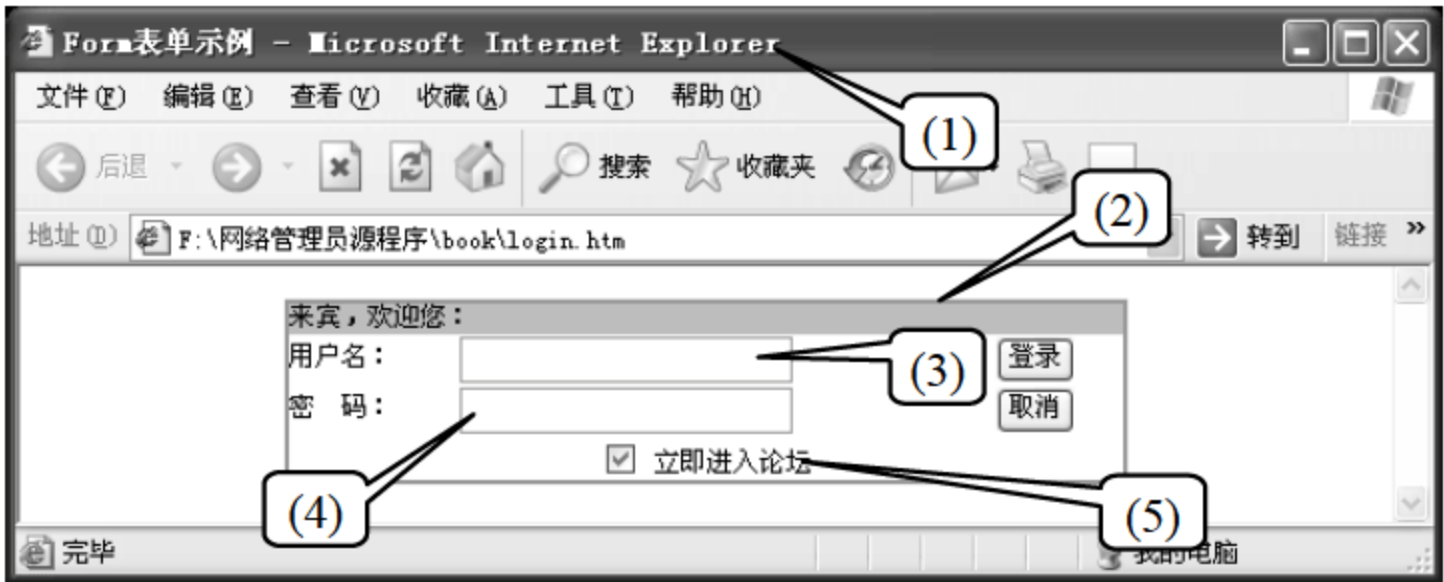 Form表单示例 - Microsoft Internet Explorer
文件(F) 编辑(E) 查看(V) 收藏(A) 工具(T) 帮助(H)
(1)
后退 搜索 收藏夹
(2)
地址(D) F:\网络管理员源程序\book\login.htm 转到 链接 »
来宾，欢迎您：
用户名： (3) 登录
密 码： 取消
立即进入论坛
(4) (5)
完毕 我的电脑